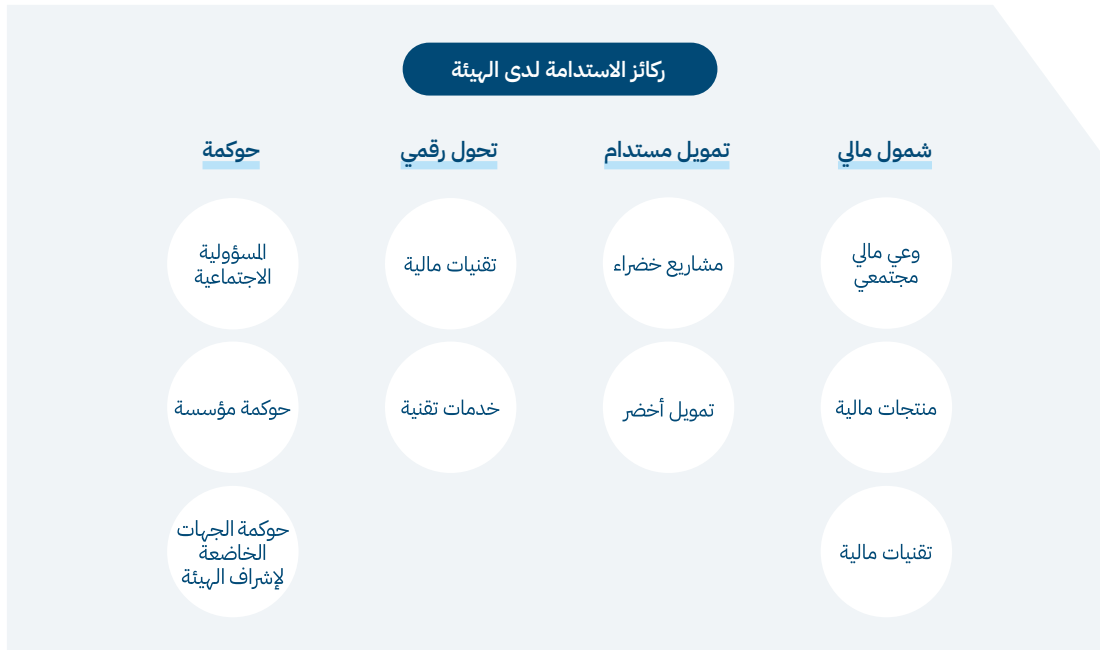 ركائز الاستدامة لدى الهيئة
شمول مالي
وعي مالي
مجتمعي
منتجات مالية
تقنيات مالية
تمويل مستدام
مشاريع خضراء
تمويل أخضر
تحول رقمي
تقنيات مالية
خدمات تقنية
حوكمة
المسؤولية
الاجتماعية
حوكمة مؤسسة
حوكمة الجهات
الخاضعة
لإشراف الهيئة